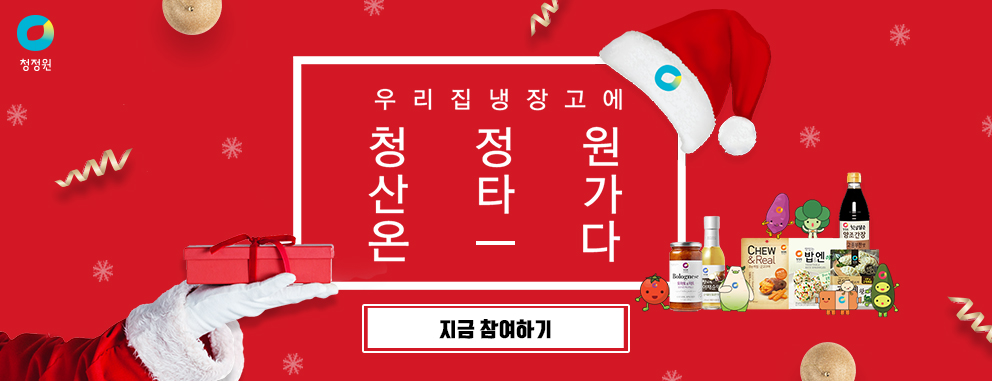 청정원
우리집냉장고에
청 정 원
산 타 가
온 — 다
지금 참여하기
CHEW
&Real
밥엔
Bolognese
양조간장